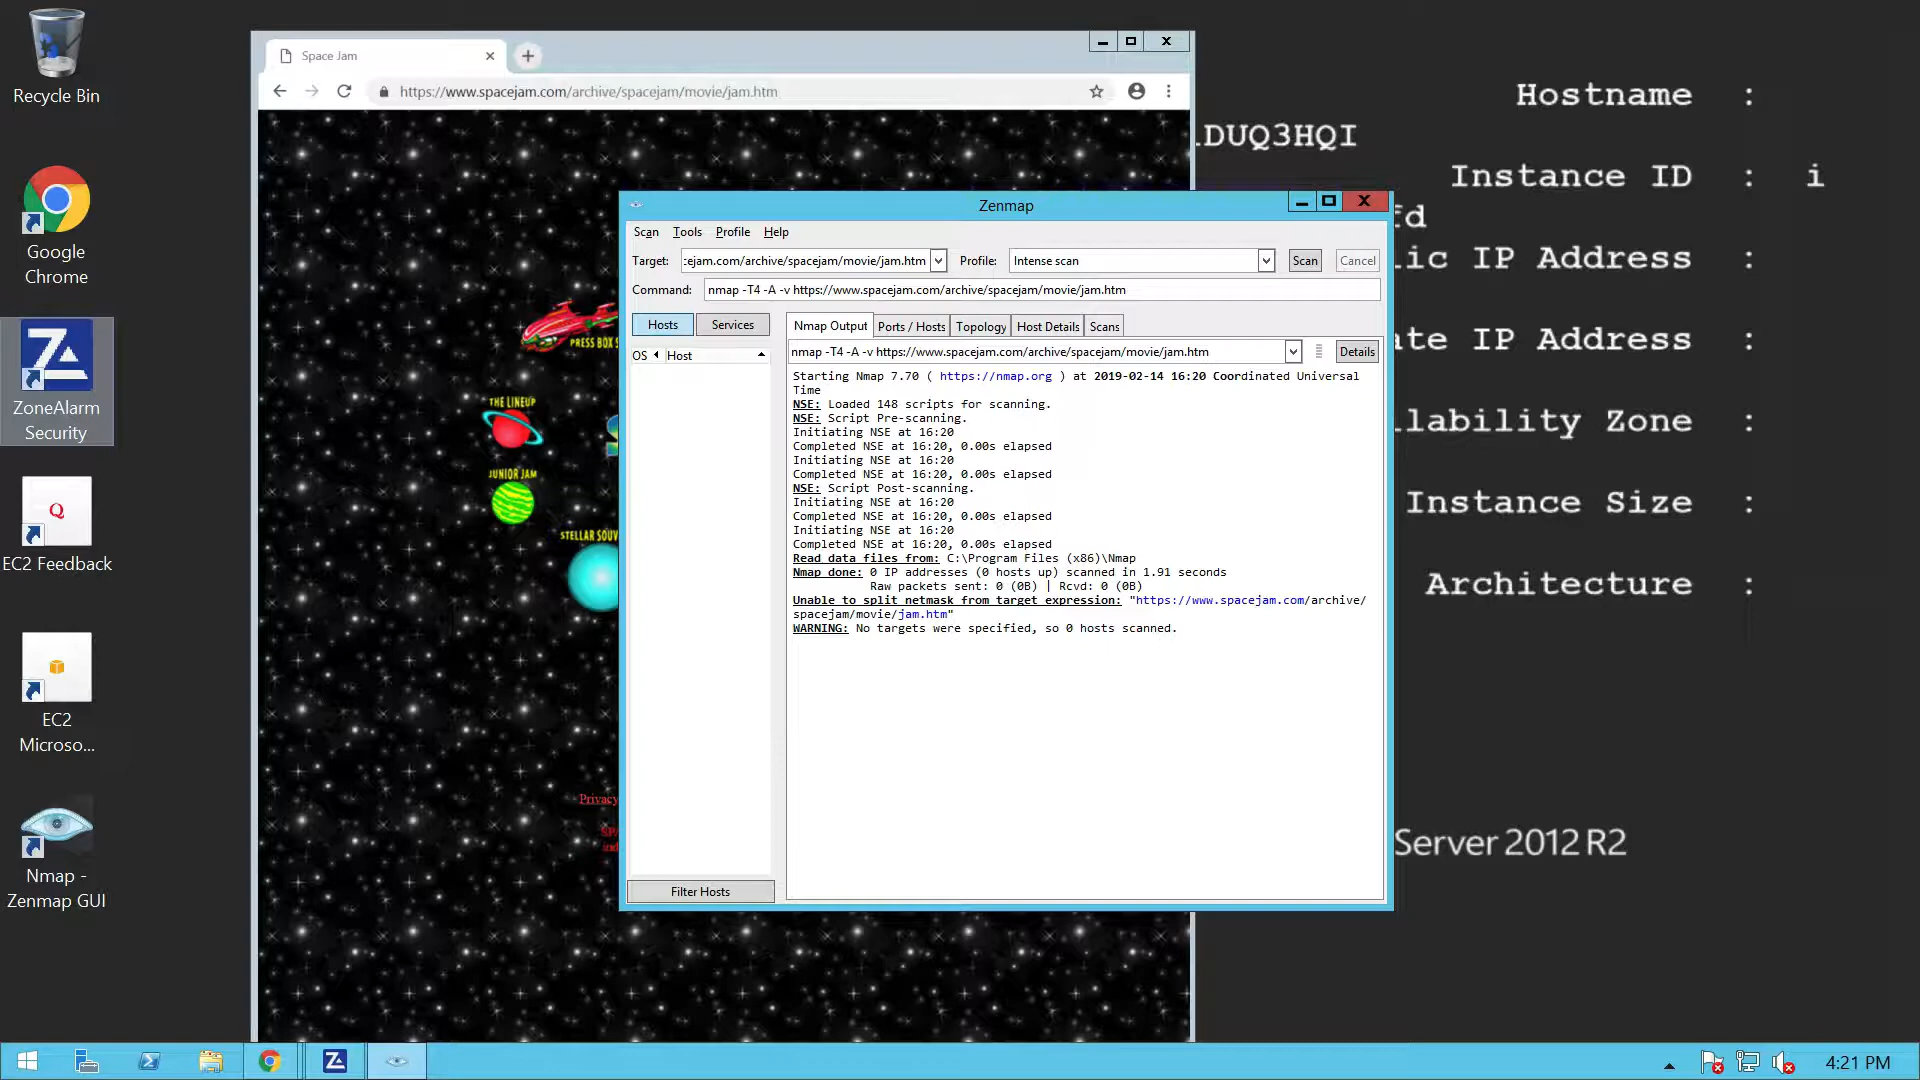 Recycle Bin
Google
Chrome
ZoneAlarm
Security
EC2 Feedback
EC2
Microso...
Nmap -
Zenmap GUI
Space Jam
https://www.spacejam.com/archive/spacejam/movie/jam.htm
PRESS BOX S
THE LINEUP
JUNIOR JAM
STELLAR SOUV
Privacy
SPA
ind
Hostname :
DUQ3HQI
Instance ID : i
fd
lic IP Address :
ate IP Address :
lability Zone :
Instance Size :
Architecture :
Server 2012 R2
Zenmap
Scan Tools Profile Help
Target: :ejam.com/archive/spacejam/movie/jam.htm Profile: Intense scan Scan Cancel
Command: nmap -T4 -A -v https://www.spacejam.com/archive/spacejam/movie/jam.htm
Hosts Services
OS Host
Filter Hosts
Nmap Output Ports / Hosts Topology Host Details Scans
nmap -T4 -A -v https://www.spacejam.com/archive/spacejam/movie/jam.htm Details
Starting Nmap 7.70 ( https://nmap.org ) at 2019-02-14 16:20 Coordinated Universal
Time
NSE: Loaded 148 scripts for scanning.
NSE: Script Pre-scanning.
Initiating NSE at 16:20
Completed NSE at 16:20, 0.00s elapsed
Initiating NSE at 16:20
Completed NSE at 16:20, 0.00s elapsed
NSE: Script Post-scanning.
Initiating NSE at 16:20
Completed NSE at 16:20, 0.00s elapsed
Initiating NSE at 16:20
Completed NSE at 16:20, 0.00s elapsed
Read data files from: C:\Program Files (x86)\Nmap
Nmap done: 0 IP addresses (0 hosts up) scanned in 1.91 seconds
Raw packets sent: 0 (0B) | Rcvd: 0 (0B)
Unable to split netmask from target expression: "https://www.spacejam.com/archive/
spacejam/movie/jam.htm"
WARNING: No targets were specified, so 0 hosts scanned.
4:21 PM